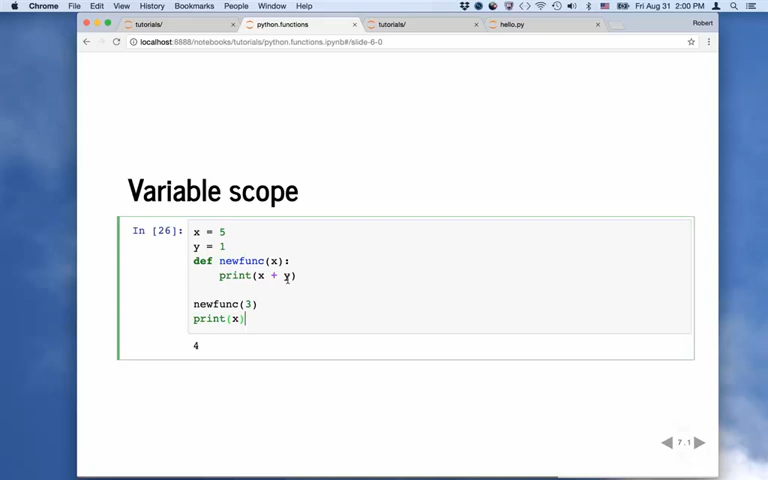 Chrome File Edit View History Bookmarks People Window Help Fri Aug 31 2:00 PM
tutorials/ python.functions tutorials/ hello.py Robert
localhost:8888/notebooks/tutorials/python.functions.ipynb#/slide-6-0
Variable scope
In [26]: x = 5
y = 1
def newfunc(x):
print(x + y)
newfunc(3)
print(x)
4
7.1